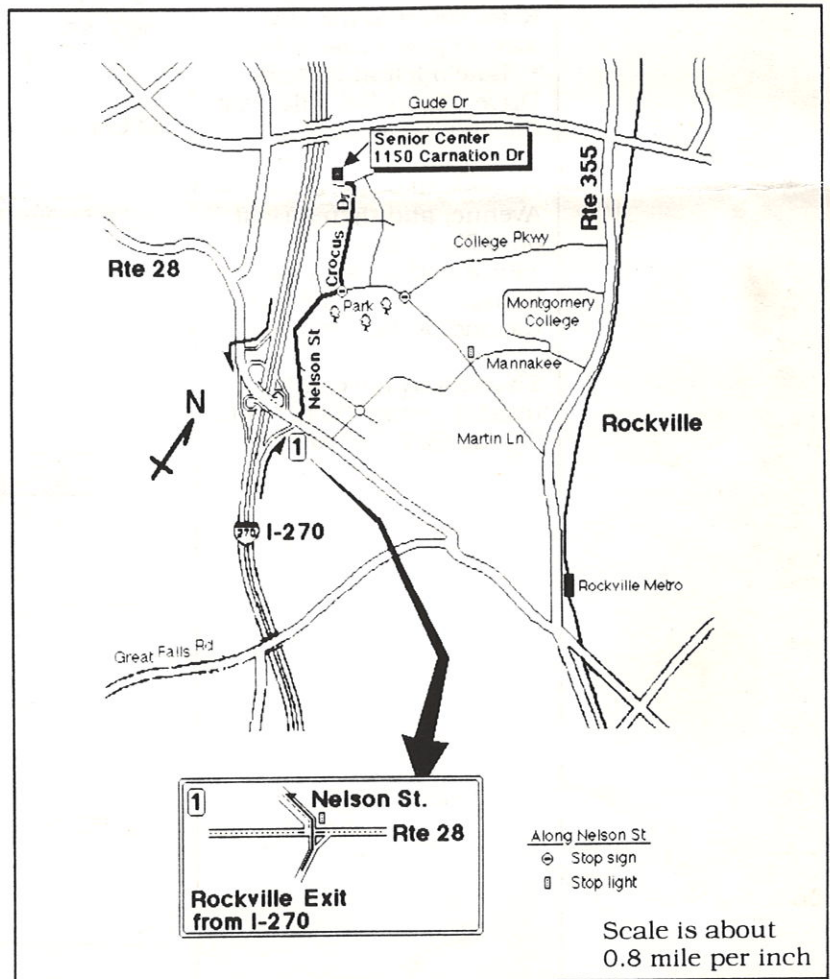 Gude Dr
Senior Center
1150 Carnation Dr
Rte 355
Crocus Dr
College Pkwy
Rte 28
Park
Montgomery
College
Nelson St
Mannakee
N
Rockville
Martin Ln
1
270
I-270
Rockville Metro
Great Falls Rd
1
Nelson St.
Rte 28
Rockville Exit
from I-270
Along Nelson St
Stop sign
Stop light
Scale is about
0.8 mile per inch